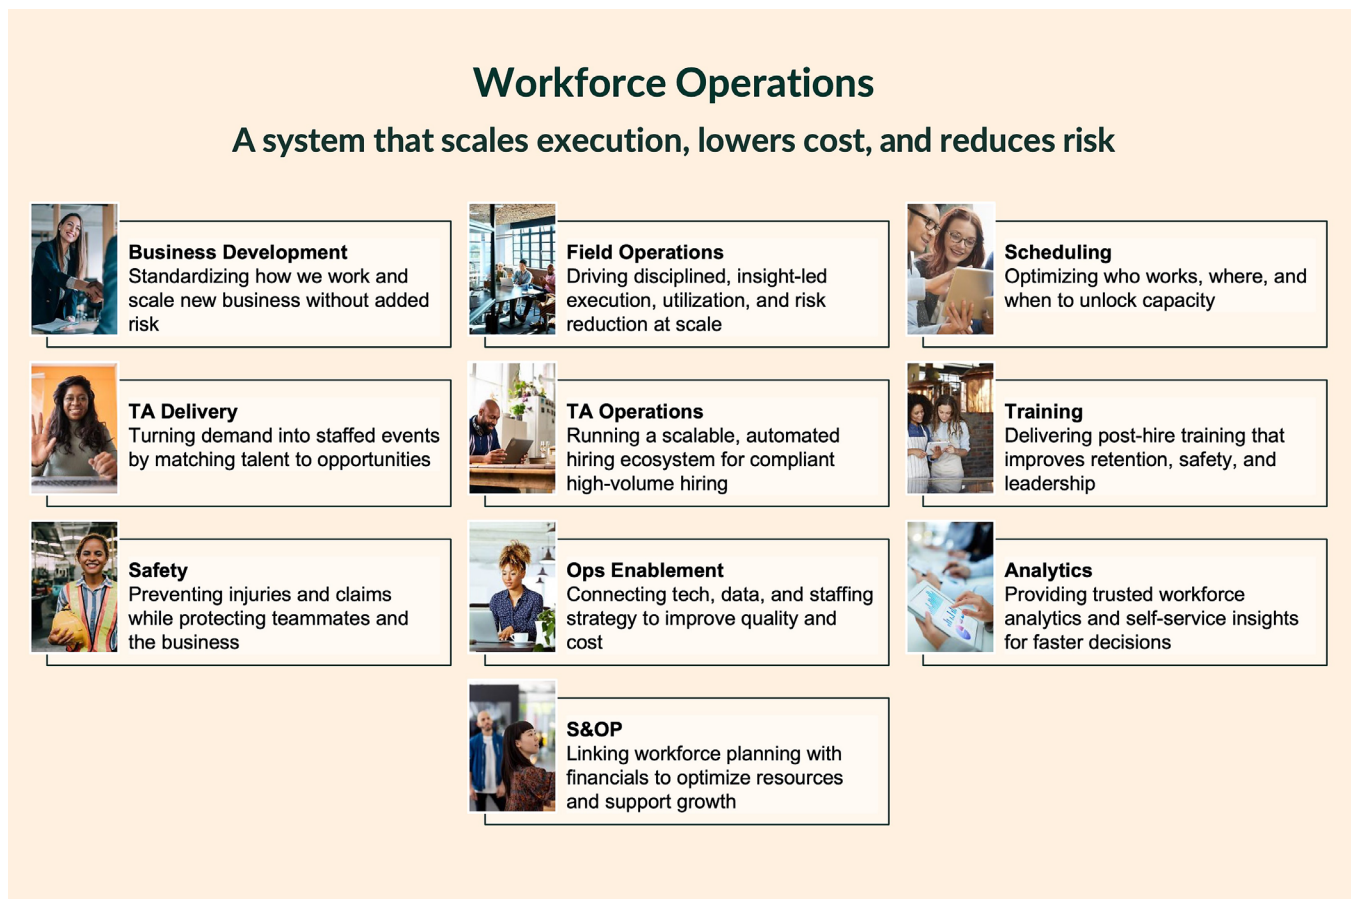 Workforce Operations
A system that scales execution, lowers cost, and reduces risk
Business Development
Standardizing how we work and
scale new business without added
risk
Field Operations
Driving disciplined, insight-led
execution, utilization, and risk
reduction at scale
Scheduling
Optimizing who works, where, and
when to unlock capacity
TA Delivery
Turning demand into staffed events
by matching talent to opportunities
TA Operations
Running a scalable, automated
hiring ecosystem for compliant
high-volume hiring
Training
Delivering post-hire training that
improves retention, safety, and
leadership
Safety
Preventing injuries and claims
while protecting teammates and
the business
Ops Enablement
Connecting tech, data, and staffing
strategy to improve quality and
cost
Analytics
Providing trusted workforce
analytics and self-service insights
for faster decisions
S&OP
Linking workforce planning with
financials to optimize resources
and support growth